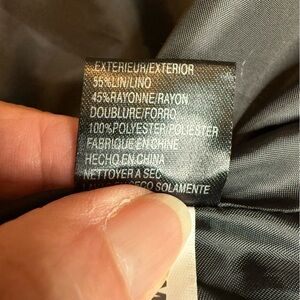 EXTERIEUR/EXTERIOR
55%LIN/LINO
45%RAYONNE/RAYON
DOUBLURE/FORRO
100%POLYESTER/POLIESTER
FABRIQUE EN CHINE
HECHO EN CHINA
NETTOYER A SEC
SECO SOLAMENTE